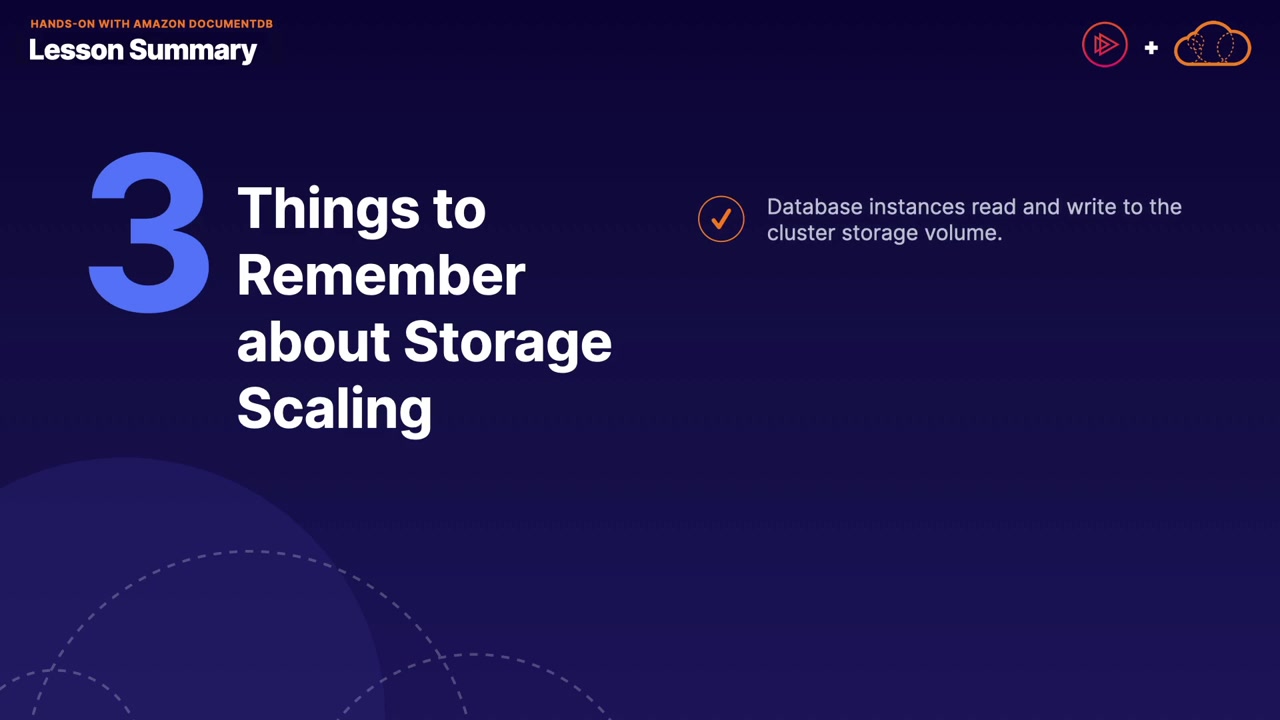 HANDS-ON WITH AMAZON DOCUMENTDB
Lesson Summary
+
3
Things to
Remember
about Storage
Scaling
Database instances read and write to the
cluster storage volume.